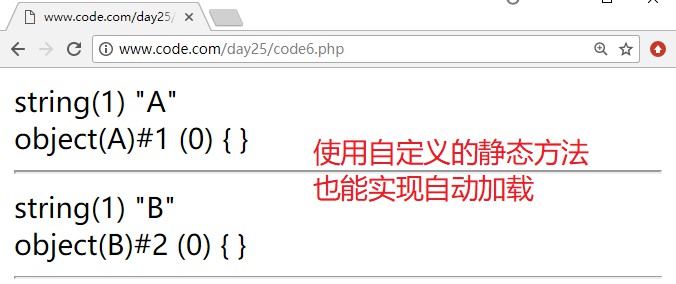 www.code.com/day25/
www.code.com/day25/code6.php
string(1) "A"
object(A)#1 (0) { }
使用自定义的静态方法
也能实现自动加载
string(1) "B"
object(B)#2 (0) { }